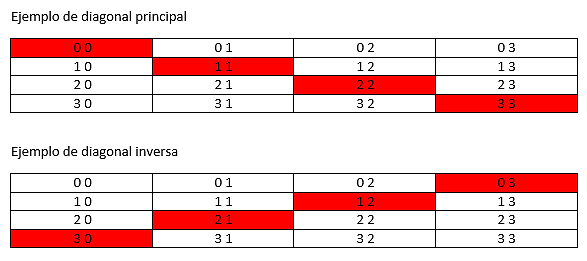 Ejemplo de diagonal principal
0 0 0 1 0 2 0 3
1 0 1 1 1 2 1 3
2 0 2 1 2 2 2 3
3 0 3 1 3 2 3 3
Ejemplo de diagonal inversa
0 0 0 1 0 2 0 3
1 0 1 1 1 2 1 3
2 0 2 1 2 2 2 3
3 0 3 1 3 2 3 3